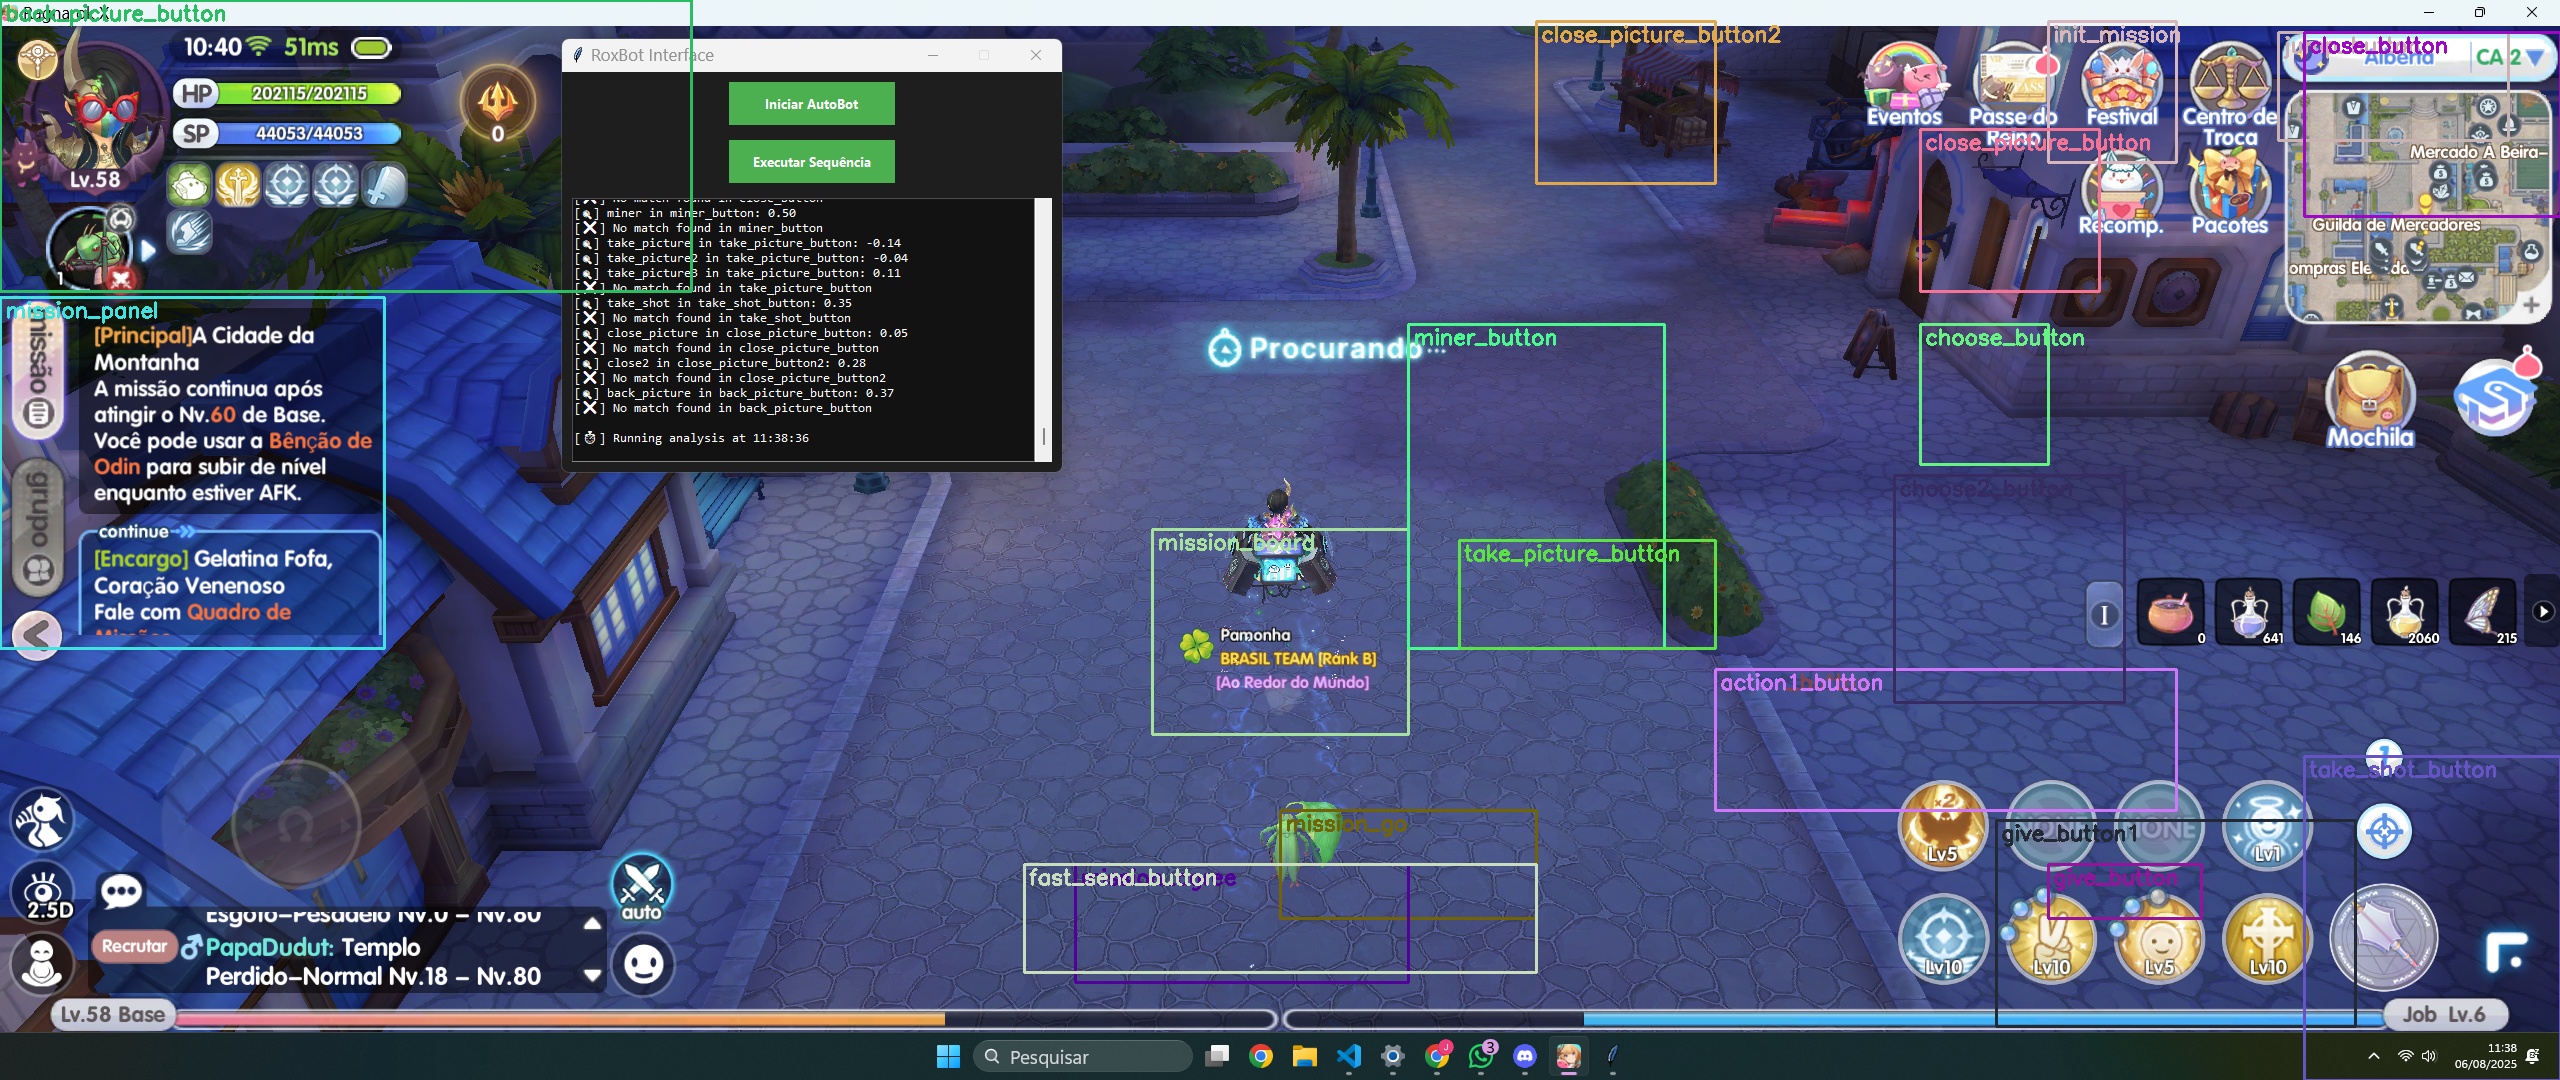 back_picture_button
Ragnarok X
10:40 51ms
HP 202115/202115
SP 44053/44053
0
Lv.58
1
RoxBot Interface
Iniciar AutoBot
Executar Sequência
[🔍] miner in miner_button: 0.50
[❌] No match found in miner_button
[🔍] take_picture in take_picture_button: -0.14
[🔍] take_picture2 in take_picture_button: -0.04
[🔍] take_picture3 in take_picture_button: 0.11
[❌] No match found in take_picture_button
[🔍] take_shot in take_shot_button: 0.35
[❌] No match found in take_shot_button
[🔍] close_picture in close_picture_button: 0.05
[❌] No match found in close_picture_button
[🔍] close2 in close_picture_button2: 0.28
[❌] No match found in close_picture_button2
[🔍] back_picture in back_picture_button: 0.37
[❌] No match found in back_picture_button
[⏱] Running analysis at 11:38:36
close_picture_button2
init_mission
close_button
Alberta
CA 2
Eventos
Passe do Reino
Festival
Centro de Troca
close_picture_button
Recomp.
Pacotes
Mercado À Beira-
Guilda de Mercadores
mission_panel
missão
grupo
[Principal]A Cidade da
Montanha
A missão continua após
atingir o Nv.60 de Base.
Você pode usar a Bênção de
Odin para subir de nível
enquanto estiver AFK.
continue
[Encargo] Gelatina Fofa,
Coração Venenoso
Fale com Quadro de
Procurando...
miner_button
choose_button
Mochila
choose2_button
mission_board
take_picture_button
Pamonha
BRASIL TEAM [Rank B]
[Ao Redor do Mundo]
I
0
641
146
2060
215
action1_button
take_shot_button
1
mission_go
fast_send_button
give_button1
give_button
x2
Lv5
Lv1
Lv10
Lv10
Lv5
Lv10
2.5D
auto
Esgoto-Pesadelo Nv.0 - Nv.80
Recrutar PapaDudut: Templo
Perdido-Normal Nv.18 - Nv.80
Lv.58 Base
Job Lv.6
Pesquisar
3
11:38
06/08/2025